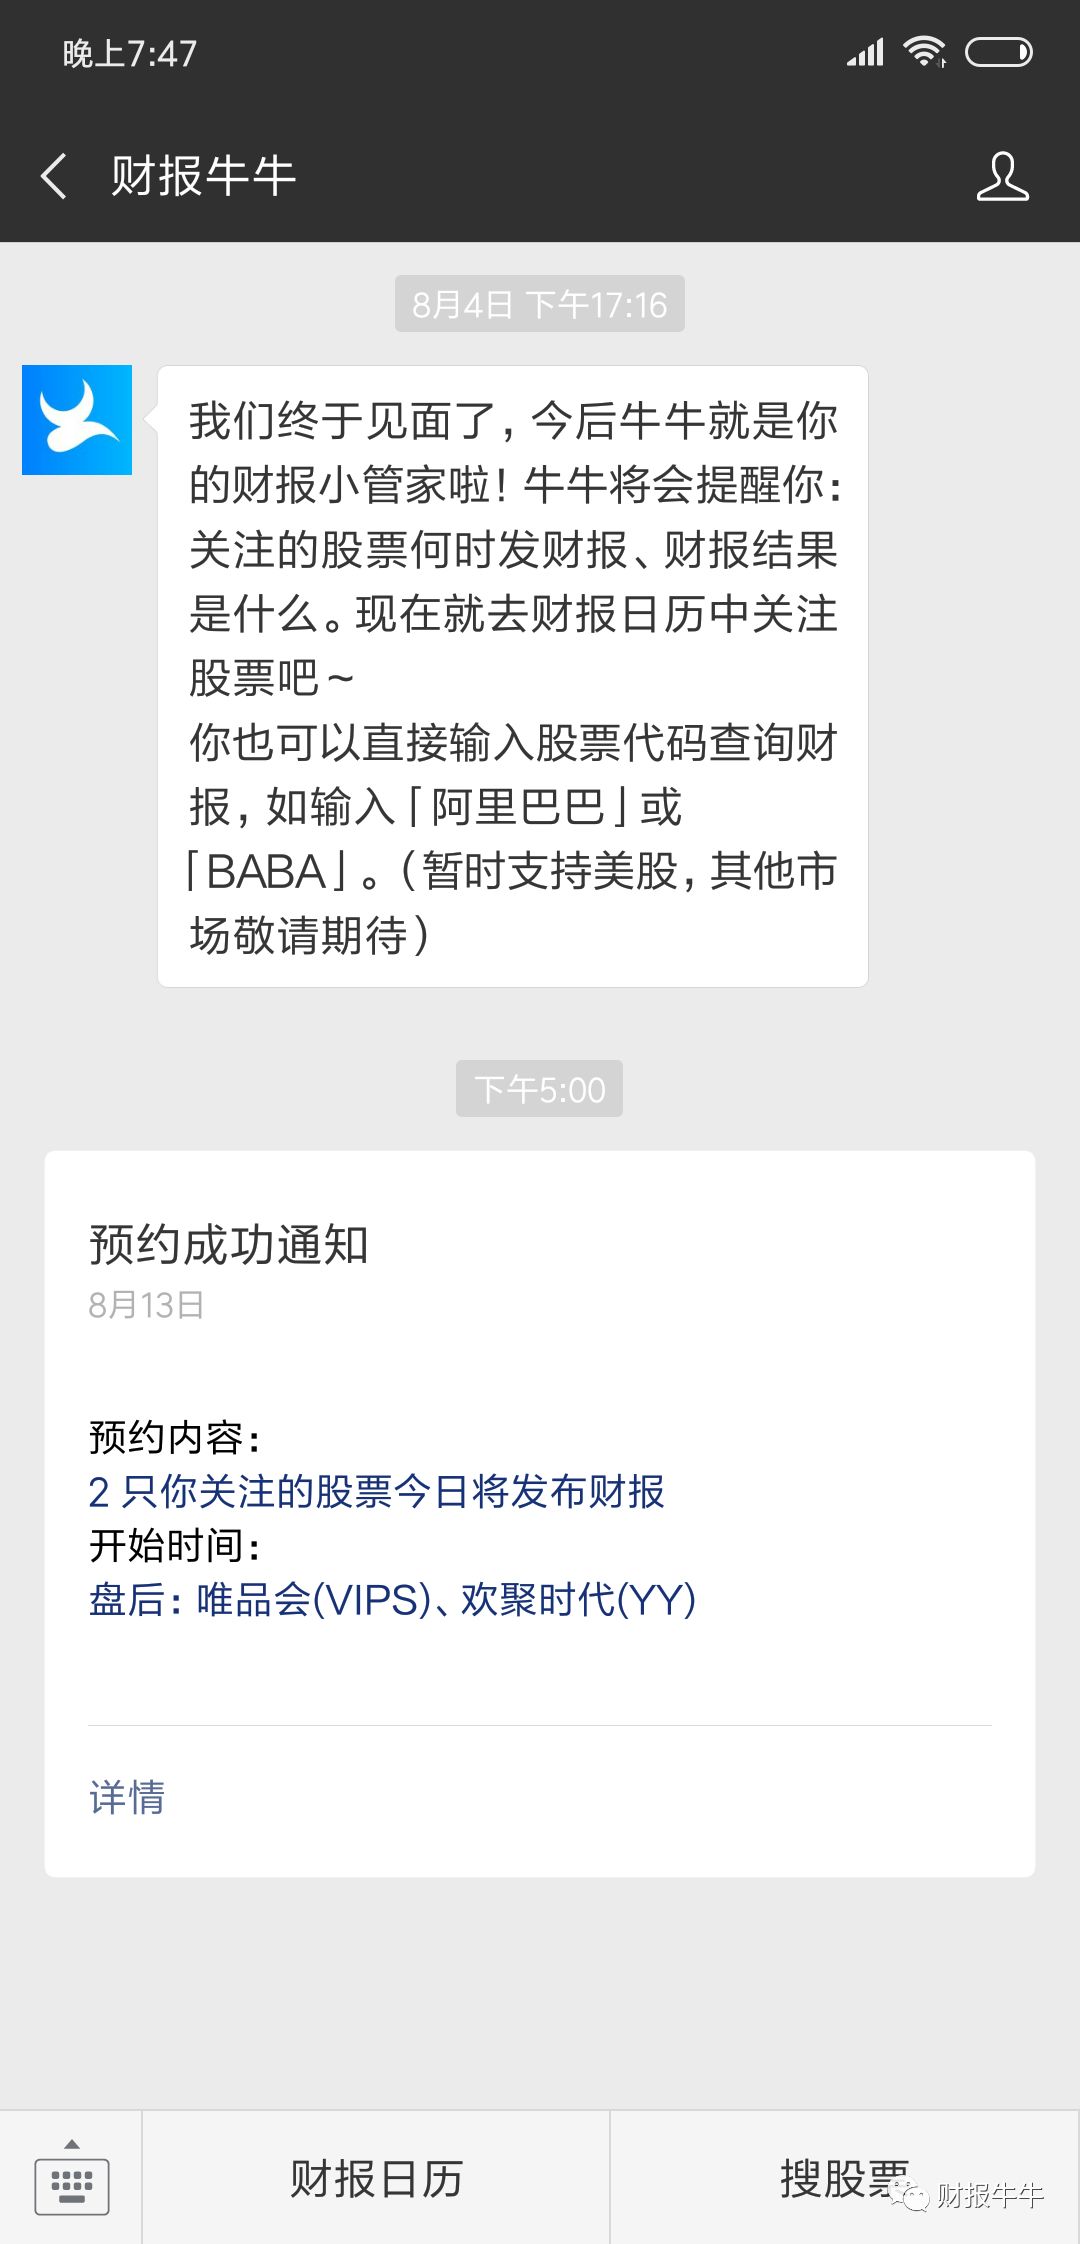 晚上7:47
财报牛牛
8月4日 下午17:16
我们终于见面了，今后牛牛就是你
的财报小管家啦！牛牛将会提醒你：
关注的股票何时发财报、财报结果
是什么。现在就去财报日历中关注
股票吧～
你也可以直接输入股票代码查询财
报，如输入「阿里巴巴」或
「BABA」。（暂时支持美股，其他市
场敬请期待）
下午5:00
预约成功通知
8月13日
预约内容：
2 只你关注的股票今日将发布财报
开始时间：
盘后：唯品会(VIPS)、欢聚时代(YY)
详情
财报日历
搜股票
财报牛牛